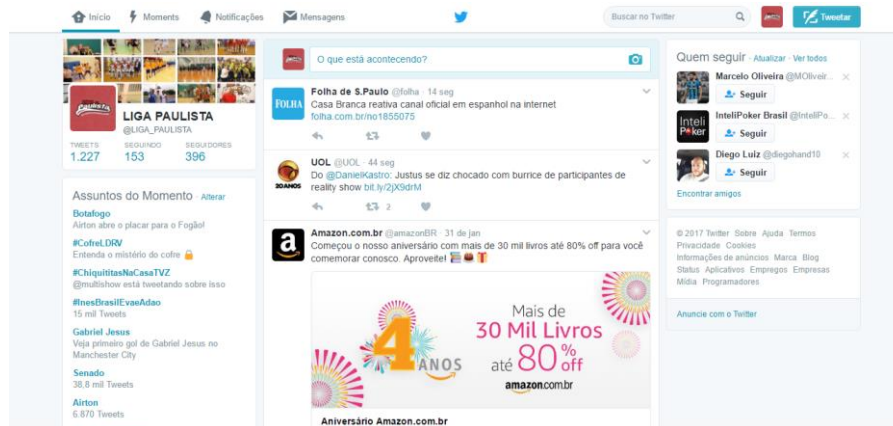 Início
Moments
Notificações
Mensagens
Buscar no Twitter
Tweetar
LIGA PAULISTA
@LIGA_PAULISTA
TWEETS SEGUINDO SEGUIDORES
1.227 153 396
Assuntos do Momento · Alterar
Botafogo
Airton abre o placar para o Fogão!
#CofreLDRV
Entenda o mistério do cofre
#ChiquititasNaCasaTVZ
@multishow está tweetando sobre isso
#InesBrasilEvaeAdao
15 mil Tweets
Gabriel Jesus
Veja primeiro gol de Gabriel Jesus no
Manchester City
Senado
38,8 mil Tweets
Airton
6.870 Tweets
O que está acontecendo?
FOLHA
Folha de S.Paulo @folha · 14 seg
Casa Branca reativa canal oficial em espanhol na internet
folha.com.br/no1855075
20 ANOS
UOL @UOL · 44 seg
Do @DanielKastro: Justus se diz chocado com burrice de participantes de
reality show bit.ly/2jX9drM
2
a
Amazon.com.br @amazonBR · 31 de jan
Começou o nosso aniversário com mais de 30 mil livros até 80% off para você
comemorar conosco. Aproveite!
4 ANOS
Mais de
30 Mil Livros
até 80% off
amazon.com.br
Aniversário Amazon.com.br
Quem seguir · Atualizar · Ver todos
Marcelo Oliveira @MOliveir...
Seguir
Inteli
Poker
InteliPoker Brasil @InteliPo...
Seguir
Diego Luiz @diegohand10
Seguir
Encontrar amigos
© 2017 Twitter Sobre Ajuda Termos
Privacidade Cookies
Informações de anúncios Marca Blog
Status Aplicativos Empregos Empresas
Mídia Programadores
Anuncie com o Twitter